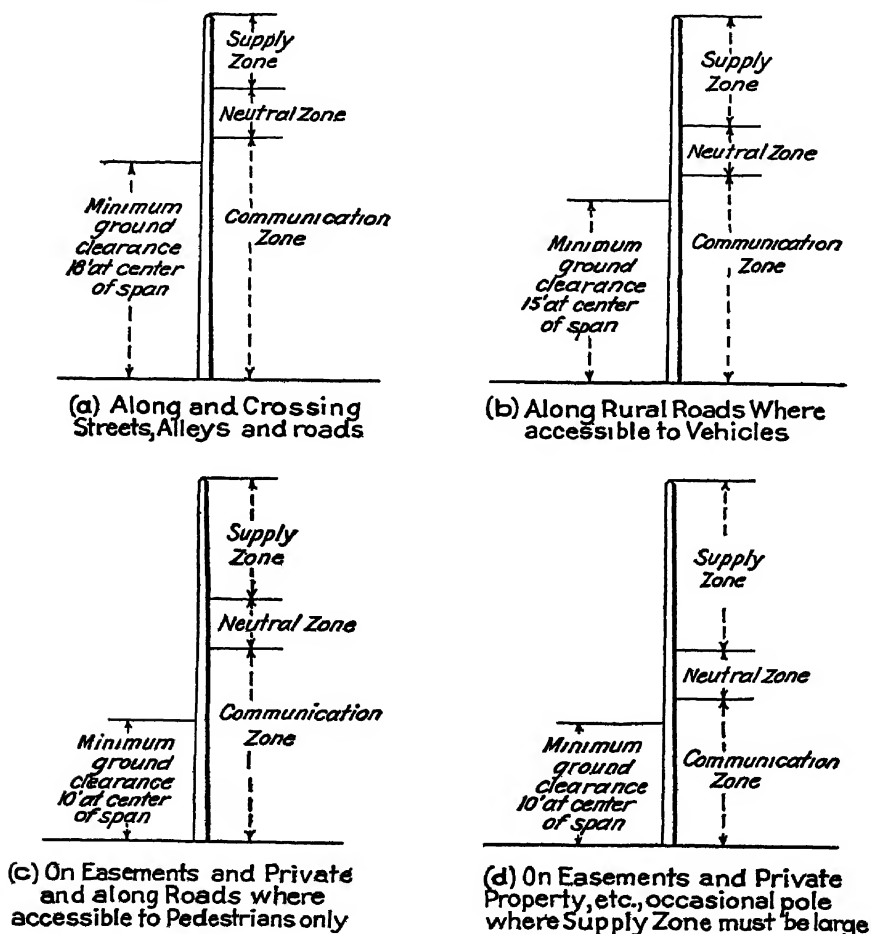 Supply
Zone
Neutral Zone
Minimum
ground
clearance
18'at center
of span
Communication
Zone
(a) Along and Crossing
Streets, Alleys and roads
Supply
Zone
Neutral Zone
Minimum
ground
clearance
15'at center
of span
Communication
Zone
(b) Along Rural Roads Where
accessible to Vehicles
Supply
Zone
Neutral Zone
Communication
Zone
Minimum
ground
clearance
10'at center
of span
(c) On Easements and Private
and along Roads where
accessible to Pedestrians only
Supply
Zone
Neutral Zone
Minimum
ground
clearance
10'at center
of span
Communication
Zone
(d) On Easements and Private
Property, etc., occasional pole
where Supply Zone must be large